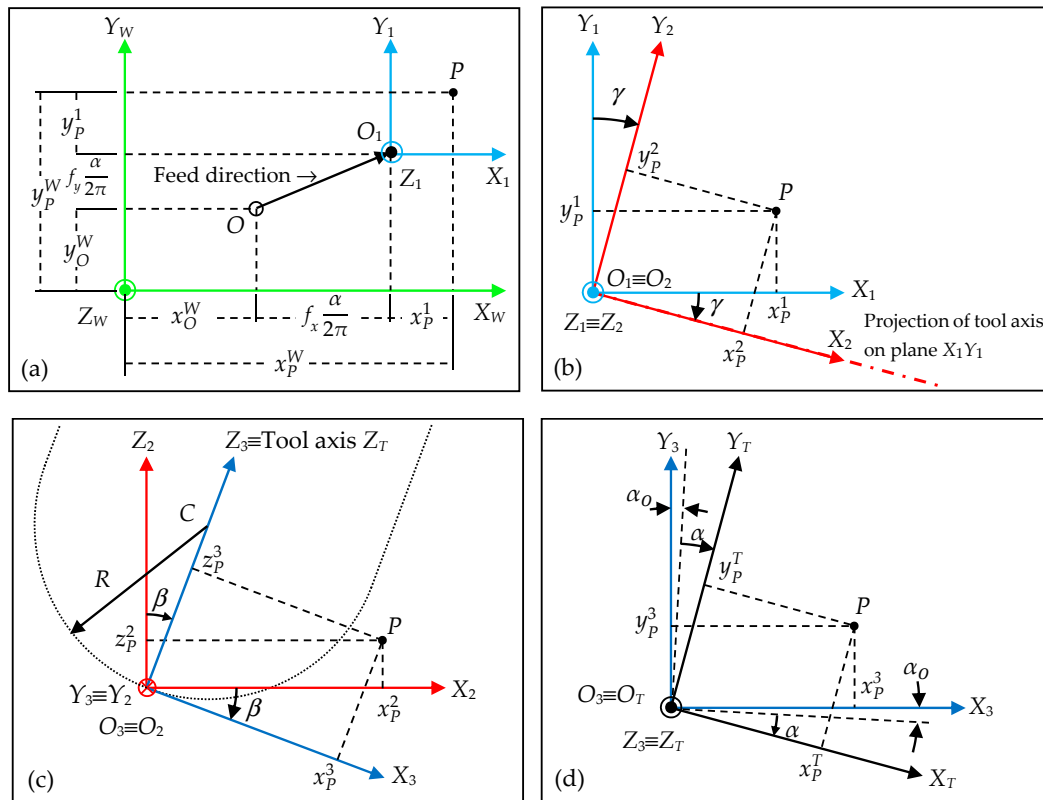 Y_W
Y_1
P
y_P^1
O_1
f_y α/2π
Feed direction →
Z_1
X_1
y_P^W
y_O^W
O
Z_W
x_O^W
f_x α/2π
x_P^1
X_W
x_P^W
(a)
Y_1
Y_2
γ
y_P^2
P
y_P^1
O_1≡O_2
X_1
γ
x_P^1
Z_1≡Z_2
x_P^2
X_2
Projection of tool axis
on plane X_1Y_1
(b)
Z_2
Z_3≡Tool axis Z_T
C
z_P^3
R
β
P
z_P^2
Y_3≡Y_2
X_2
O_3≡O_2
β
x_P^2
x_P^3
X_3
(c)
Y_3
Y_T
α_O
α
y_P^T
P
y_P^3
α_O
O_3≡O_T
x_P^3
X_3
Z_3≡Z_T
α
x_P^T
X_T
(d)